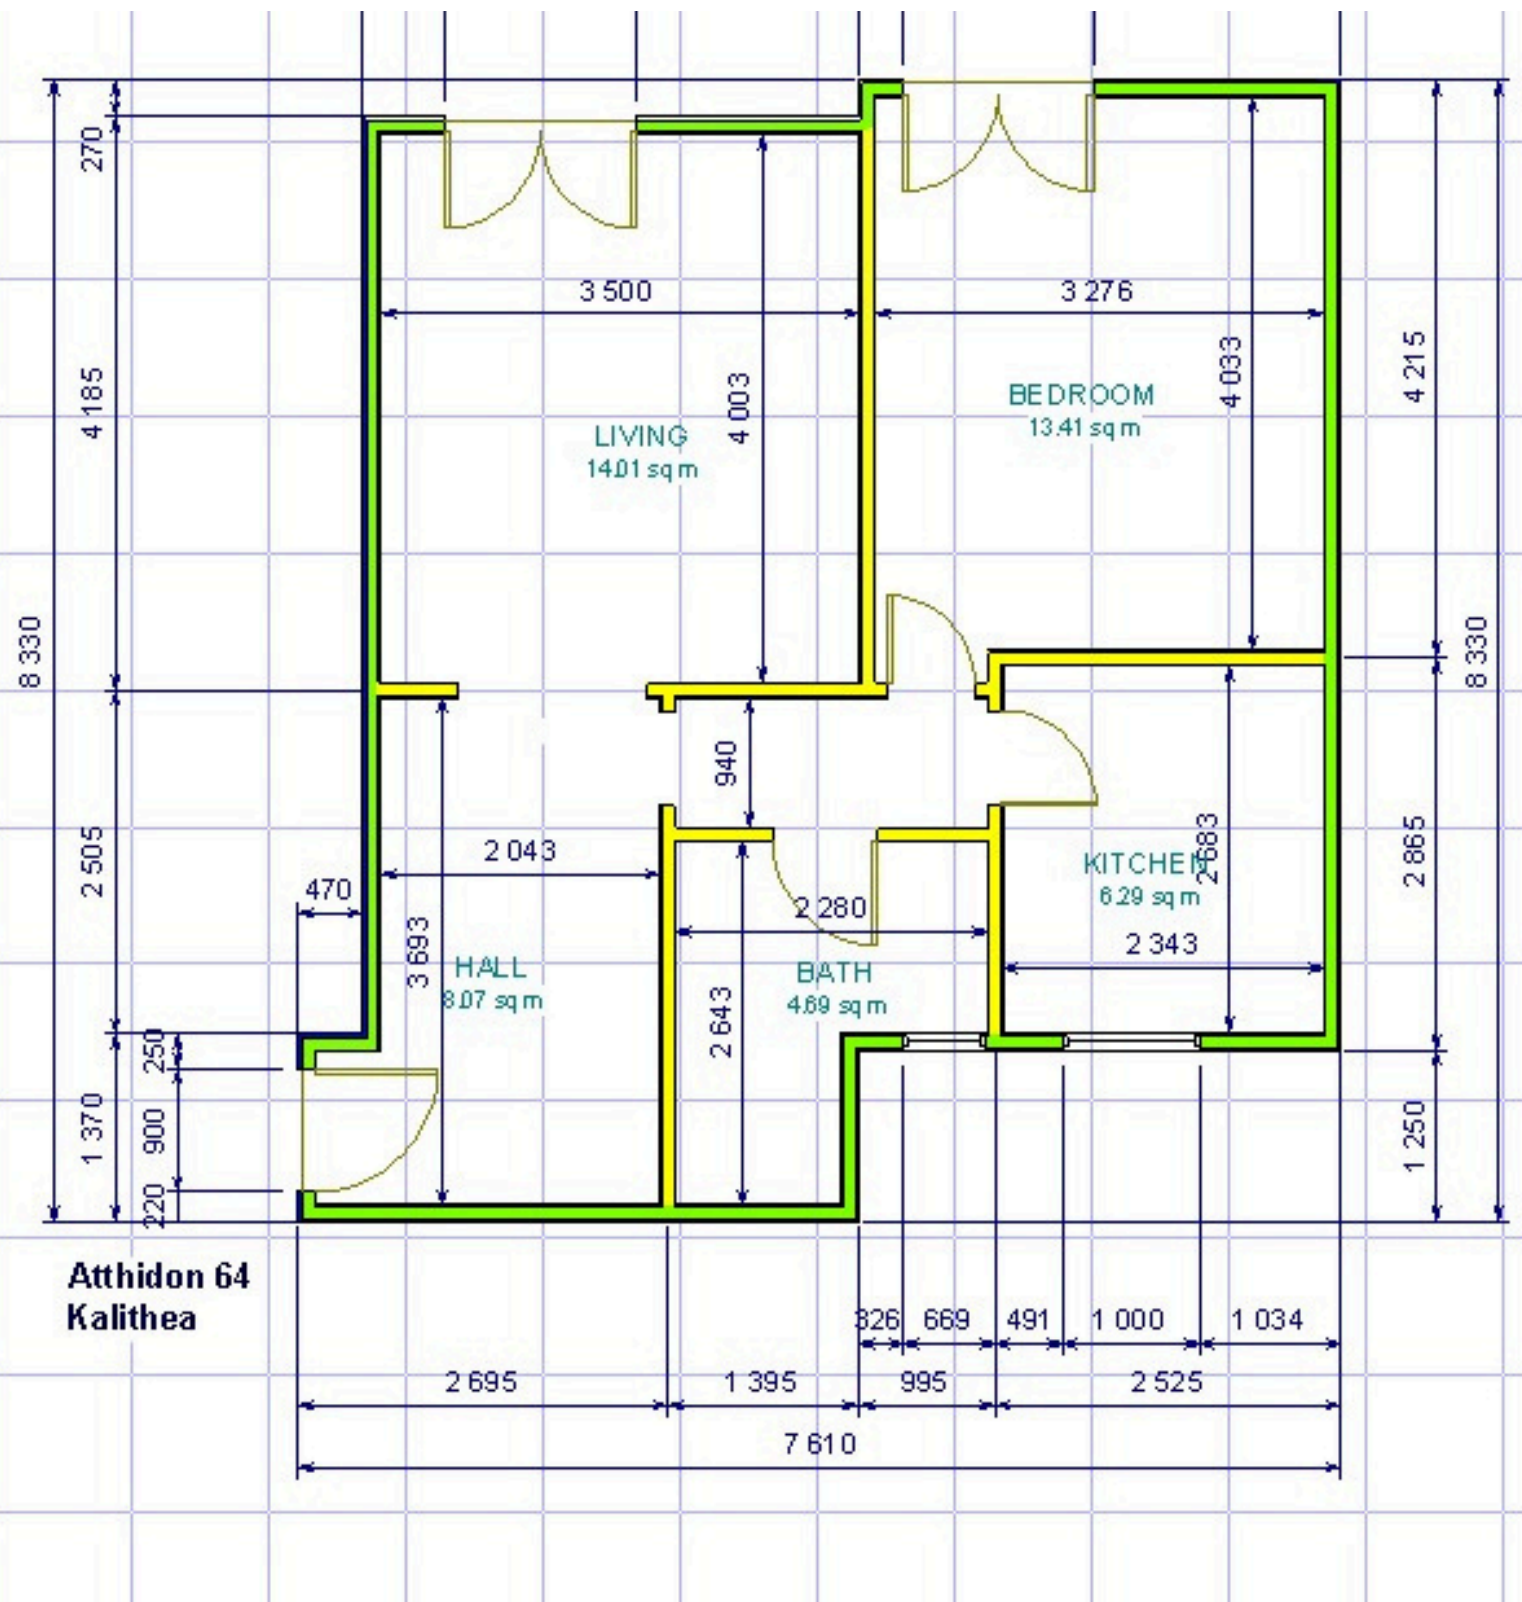 270
3 500
3 276
4 185
4 003
4 033
4 215
BEDROOM
13.41 sq m
LIVING
14.01 sq m
8 330
8 330
940
2 505
2 043
470
2 683
KITCHEN
6.29 sq m
2 865
2 280
2 343
3 693
HALL
8.07 sq m
BATH
4.69 sq m
2 643
250
1 370
900
220
1 250
Atthidon 64
Kalithea
326 669 491 1 000 1 034
2 695 1 395 995 2 525
7 610